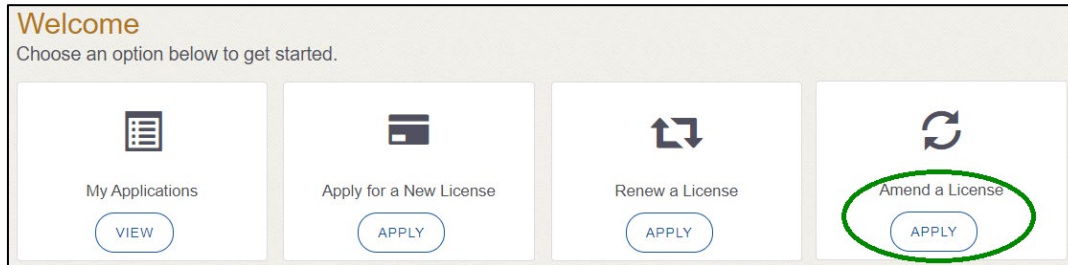 Welcome
Choose an option below to get started.
My Applications
VIEW
Apply for a New License
APPLY
Renew a License
APPLY
Amend a License
APPLY